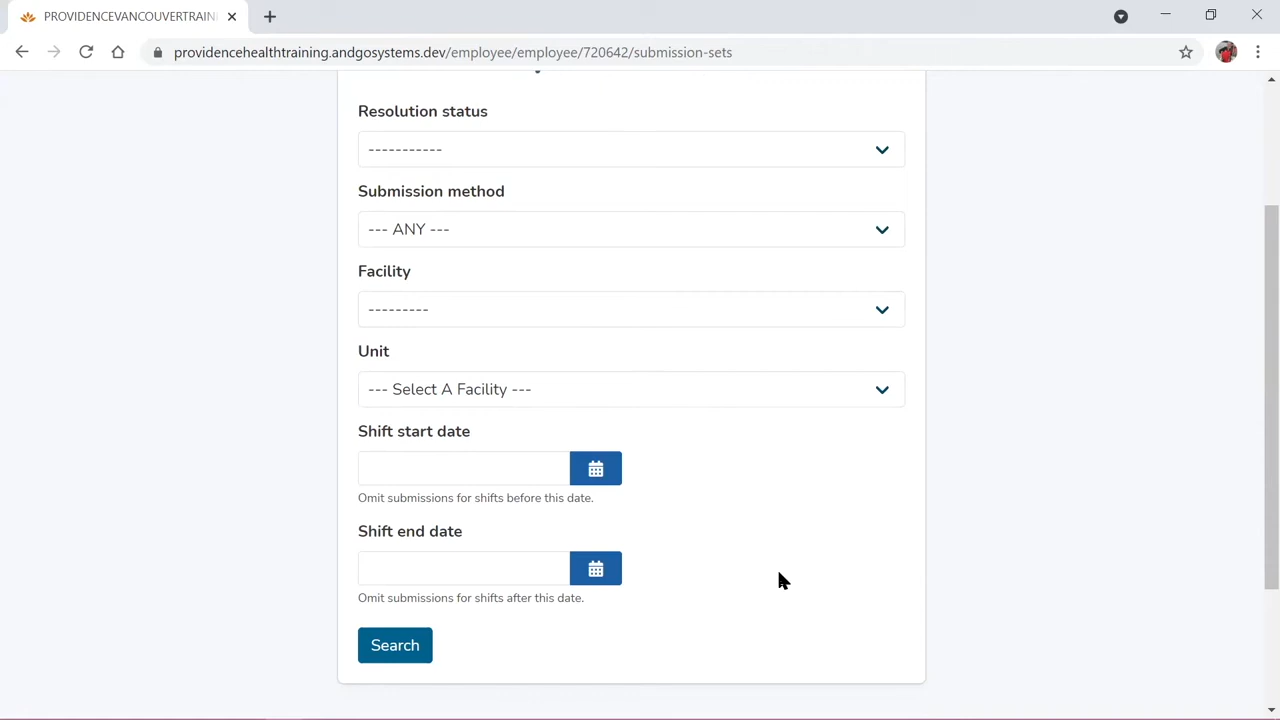 PROVIDENCEVANCOUVERTRAIN
providencehealthtraining.andgosystems.dev/employee/employee/720642/submission-sets
Resolution status
-----------
Submission method
--- ANY ---
Facility
---------
Unit
--- Select A Facility ---
Shift start date
Omit submissions for shifts before this date.
Shift end date
Omit submissions for shifts after this date.
Search